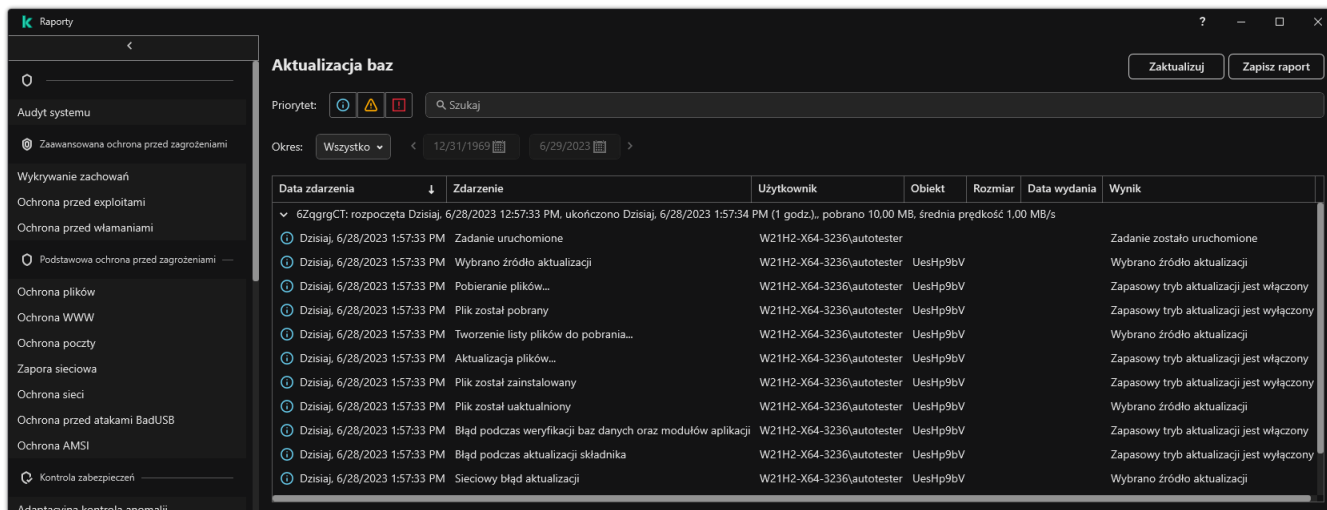 Raporty
Audyt systemu
Zaawansowana ochrona przed zagrożeniami
Wykrywanie zachowań
Ochrona przed exploitami
Ochrona przed włamaniami
Podstawowa ochrona przed zagrożeniami
Ochrona plików
Ochrona WWW
Ochrona poczty
Zapora sieciowa
Ochrona sieci
Ochrona przed atakami BadUSB
Ochrona AMSI
Kontrola zabezpieczeń
Adaptacyjna kontrola anomalii
Aktualizacja baz
Zaktualizuj Zapisz raport
Priorytet: Szukaj
Okres: Wszystko 12/31/1969 6/29/2023
Data zdarzenia Zdarzenie Użytkownik Obiekt Rozmiar Data wydania Wynik
6ZqgrgCT: rozpoczęta Dzisiaj, 6/28/2023 12:57:33 PM, ukończono Dzisiaj, 6/28/2023 1:57:34 PM (1 godz.),, pobrano 10,00 MB, średnia prędkość 1,00 MB/s
Dzisiaj, 6/28/2023 1:57:33 PM Zadanie uruchomione W21H2-X64-3236\autotester Zadanie zostało uruchomione
Dzisiaj, 6/28/2023 1:57:33 PM Wybrano źródło aktualizacji W21H2-X64-3236\autotester UesHp9bV Wybrano źródło aktualizacji
Dzisiaj, 6/28/2023 1:57:33 PM Pobieranie plików... W21H2-X64-3236\autotester UesHp9bV Zapasowy tryb aktualizacji jest włączony
Dzisiaj, 6/28/2023 1:57:33 PM Plik został pobrany W21H2-X64-3236\autotester UesHp9bV Zapasowy tryb aktualizacji jest wyłączony
Dzisiaj, 6/28/2023 1:57:33 PM Tworzenie listy plików do pobrania... W21H2-X64-3236\autotester UesHp9bV Wybrano źródło aktualizacji
Dzisiaj, 6/28/2023 1:57:33 PM Aktualizacja plików... W21H2-X64-3236\autotester UesHp9bV Zapasowy tryb aktualizacji jest włączony
Dzisiaj, 6/28/2023 1:57:33 PM Plik został zainstalowany W21H2-X64-3236\autotester UesHp9bV Zapasowy tryb aktualizacji jest wyłączony
Dzisiaj, 6/28/2023 1:57:33 PM Plik został uaktualniony W21H2-X64-3236\autotester UesHp9bV Wybrano źródło aktualizacji
Dzisiaj, 6/28/2023 1:57:33 PM Błąd podczas weryfikacji baz danych oraz modułów aplikacji W21H2-X64-3236\autotester UesHp9bV Zapasowy tryb aktualizacji jest włączony
Dzisiaj, 6/28/2023 1:57:33 PM Błąd podczas aktualizacji składnika W21H2-X64-3236\autotester UesHp9bV Zapasowy tryb aktualizacji jest wyłączony
Dzisiaj, 6/28/2023 1:57:33 PM Sieciowy błąd aktualizacji W21H2-X64-3236\autotester UesHp9bV Wybrano źródło aktualizacji